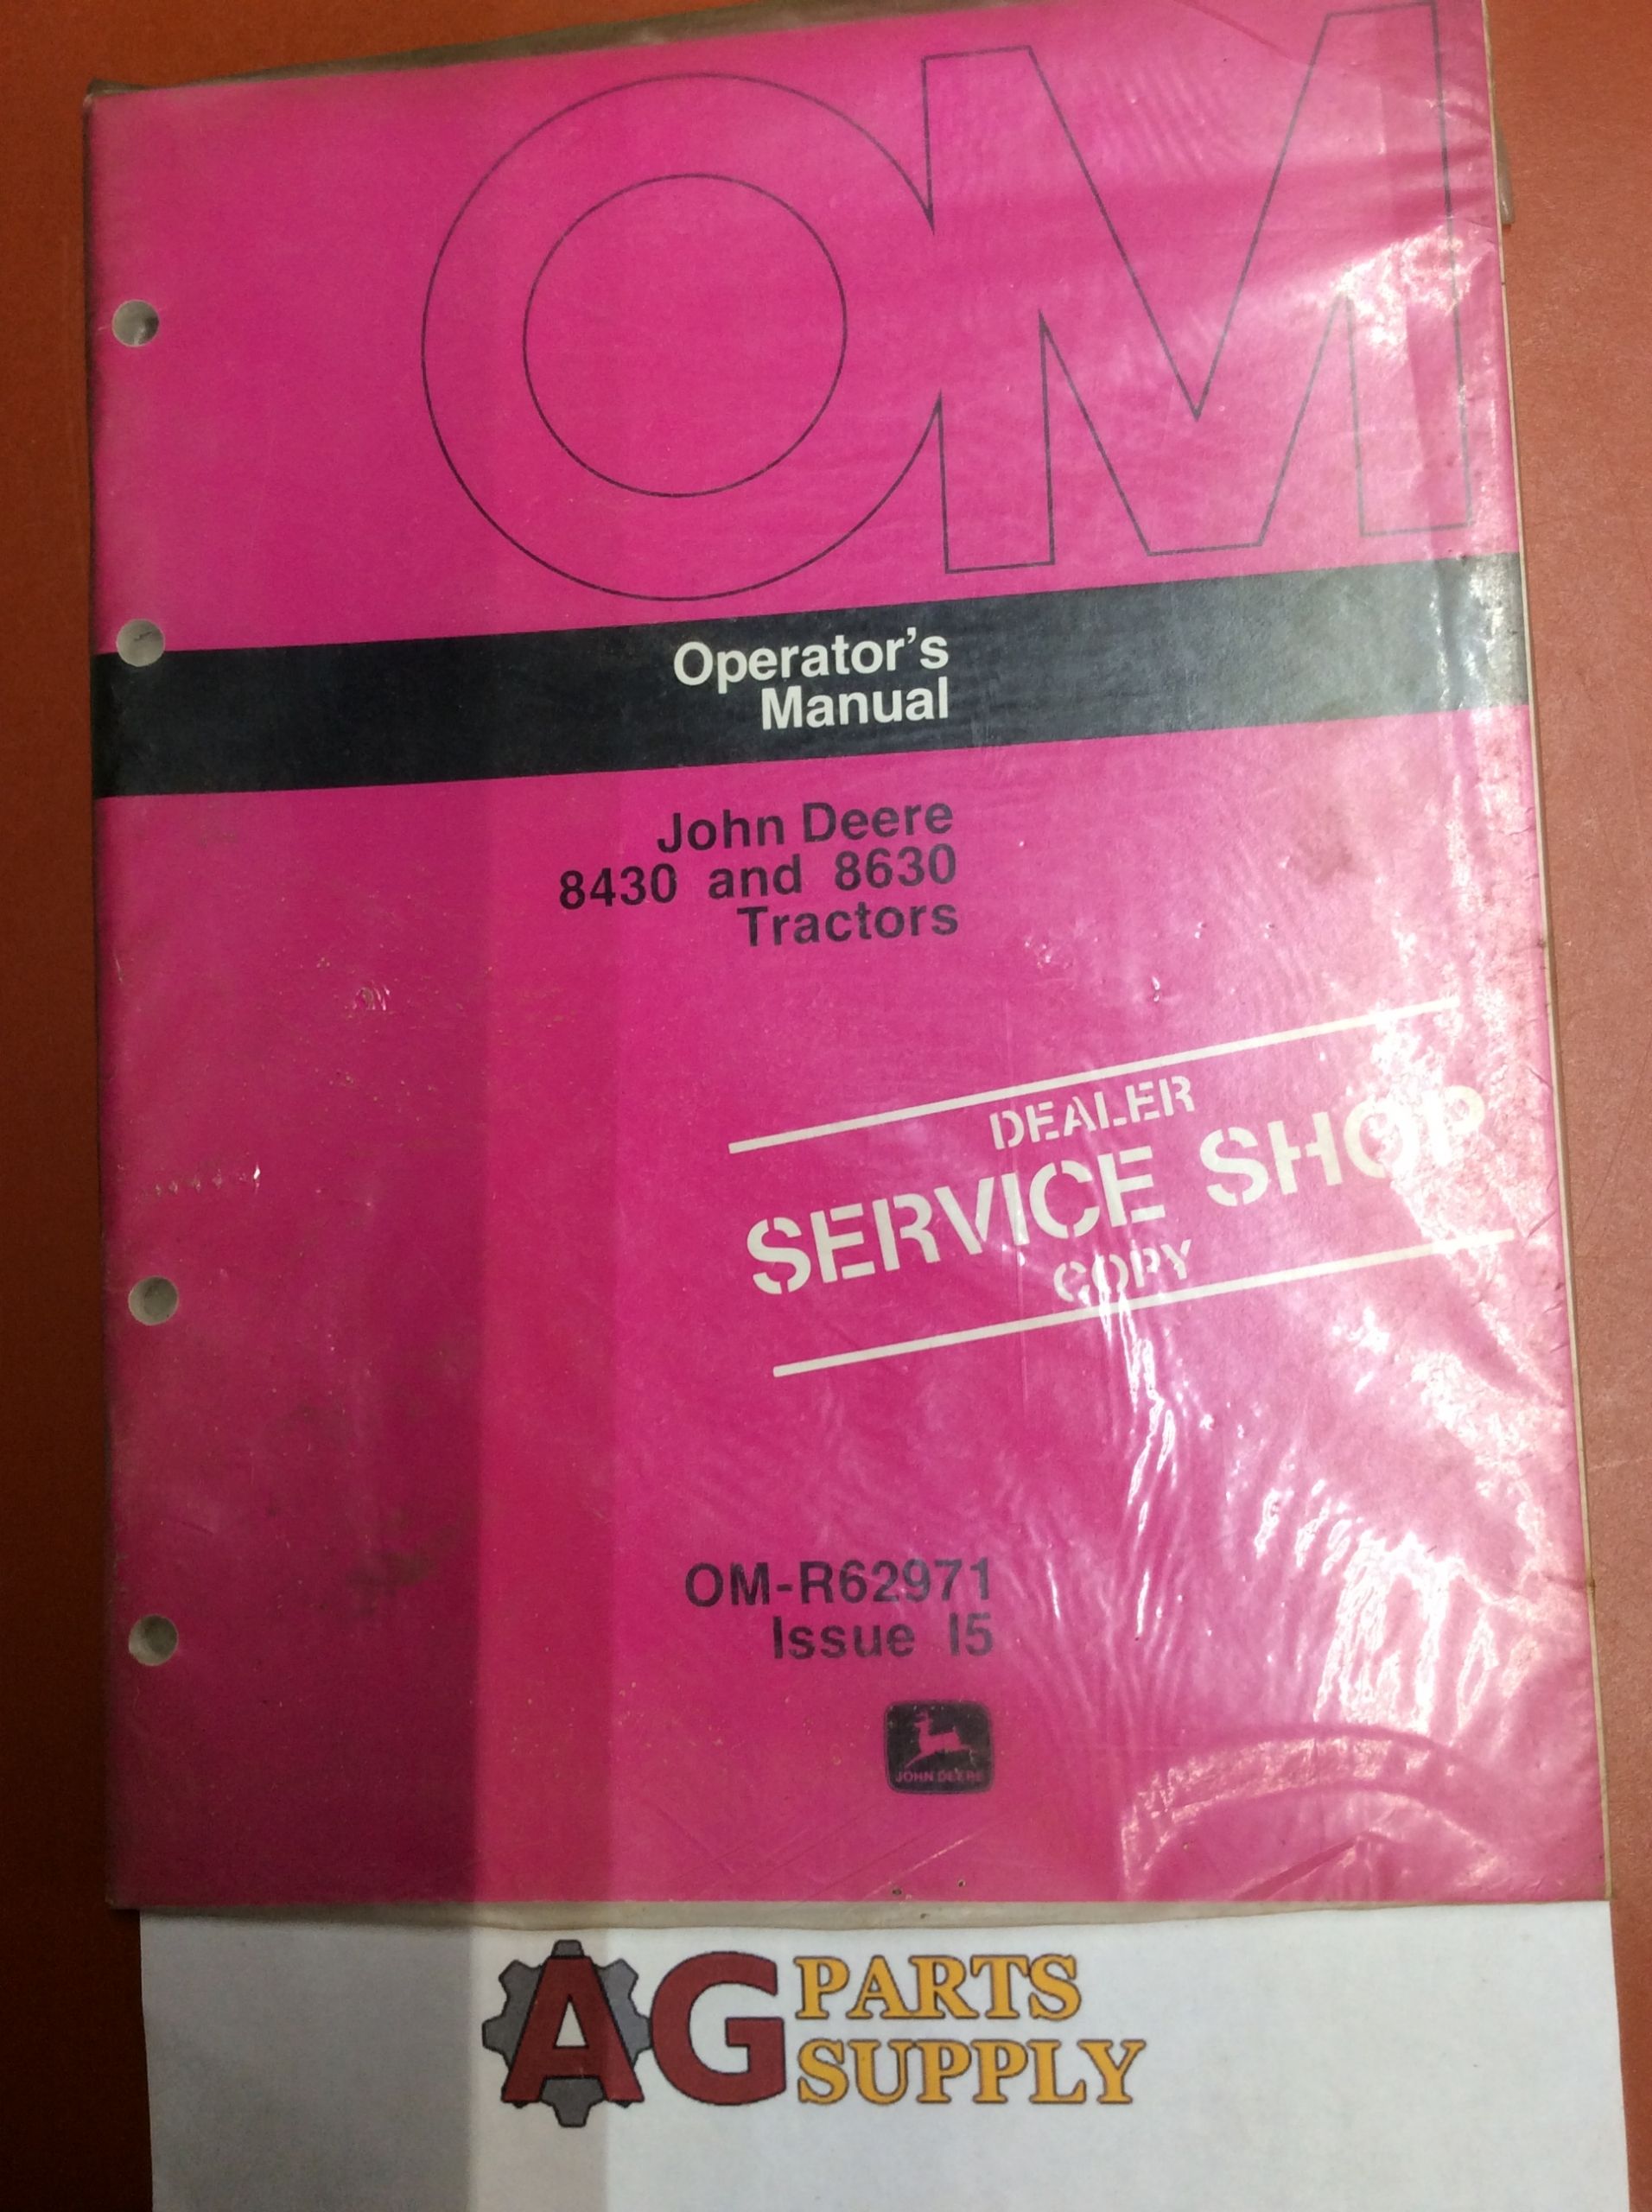 OM
Operator's
Manual
John Deere
8430 and 8630
Tractors
DEALER
SERVICE SHOP
COPY
OM-R62971
Issue I5
JOHN DEERE
AG PARTS
SUPPLY